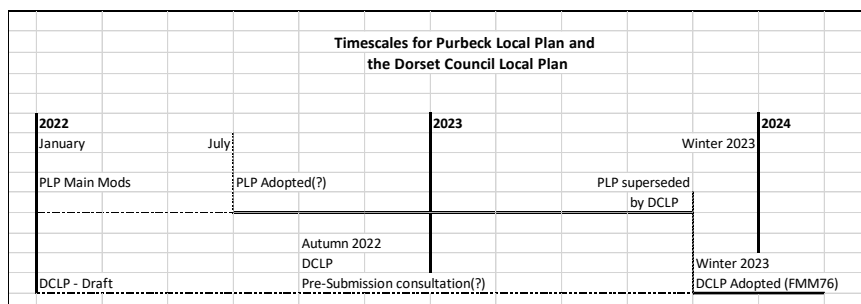 Timescales for Purbeck Local Plan and
the Dorset Council Local Plan
2022 2023 2024
January July Winter 2023
PLP Main Mods PLP Adopted(?) PLP superseded
by DCLP
Autumn 2022
DCLP Winter 2023
DCLP - Draft Pre-Submission consultation(?) DCLP Adopted (FMM76)